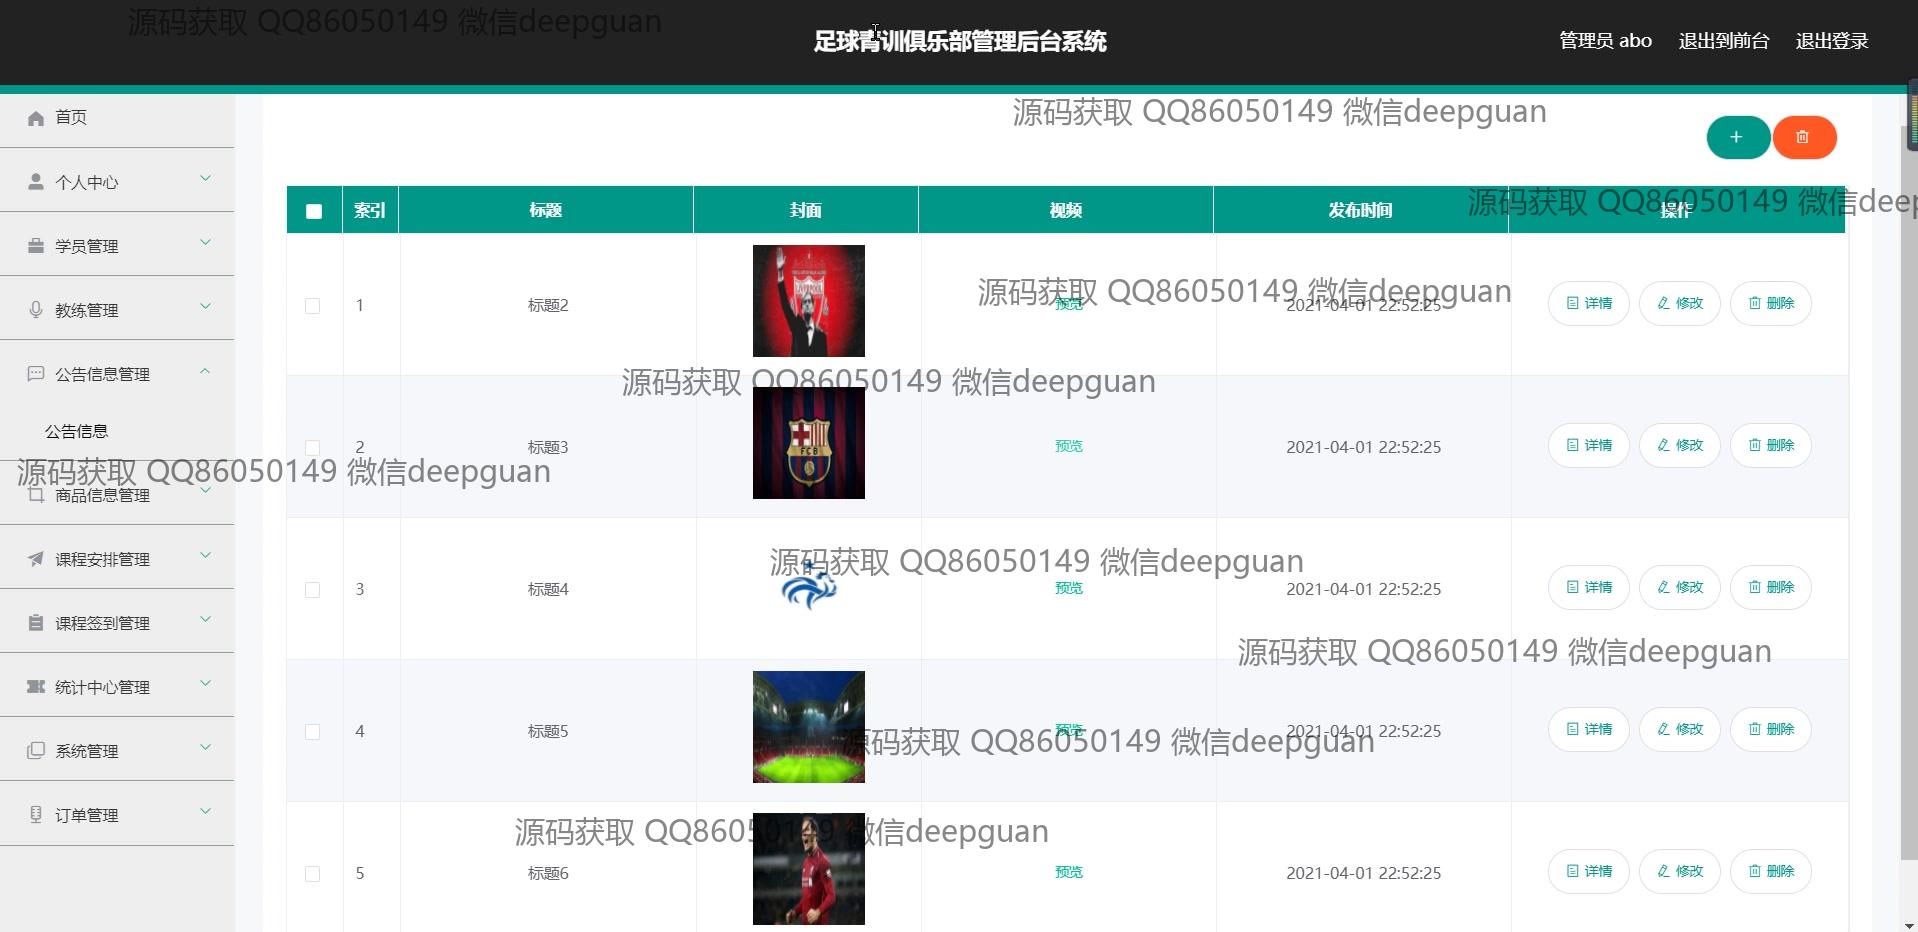 源码获取 QQ86050149 微信deepguan
足球青训俱乐部管理后台系统
管理员 abo 退出到前台 退出登录
首页
源码获取 QQ86050149 微信deepguan
个人中心
学员管理
教练管理
公告信息管理
公告信息
商品信息管理
课程安排管理
课程签到管理
统计中心管理
系统管理
订单管理
索引 标题 封面 视频 发布时间 操作
源码获取 QQ86050149 微信deep
1 标题2 预览 2021-04-01 22:52:25 详情 修改 删除
源码获取 QQ86050149 微信deepguan
源码获取 QQ86050149 微信deepguan
2 标题3 FCB 预览 2021-04-01 22:52:25 详情 修改 删除
源码获取 QQ86050149 微信deepguan
源码获取 QQ86050149 微信deepguan
3 标题4 预览 2021-04-01 22:52:25 详情 修改 删除
源码获取 QQ86050149 微信deepguan
4 标题5 预览 2021-04-01 22:52:25 详情 修改 删除
源码获取 QQ86050149 微信deepguan
源码获取 QQ86050149 微信deepguan
5 标题6 预览 2021-04-01 22:52:25 详情 修改 删除